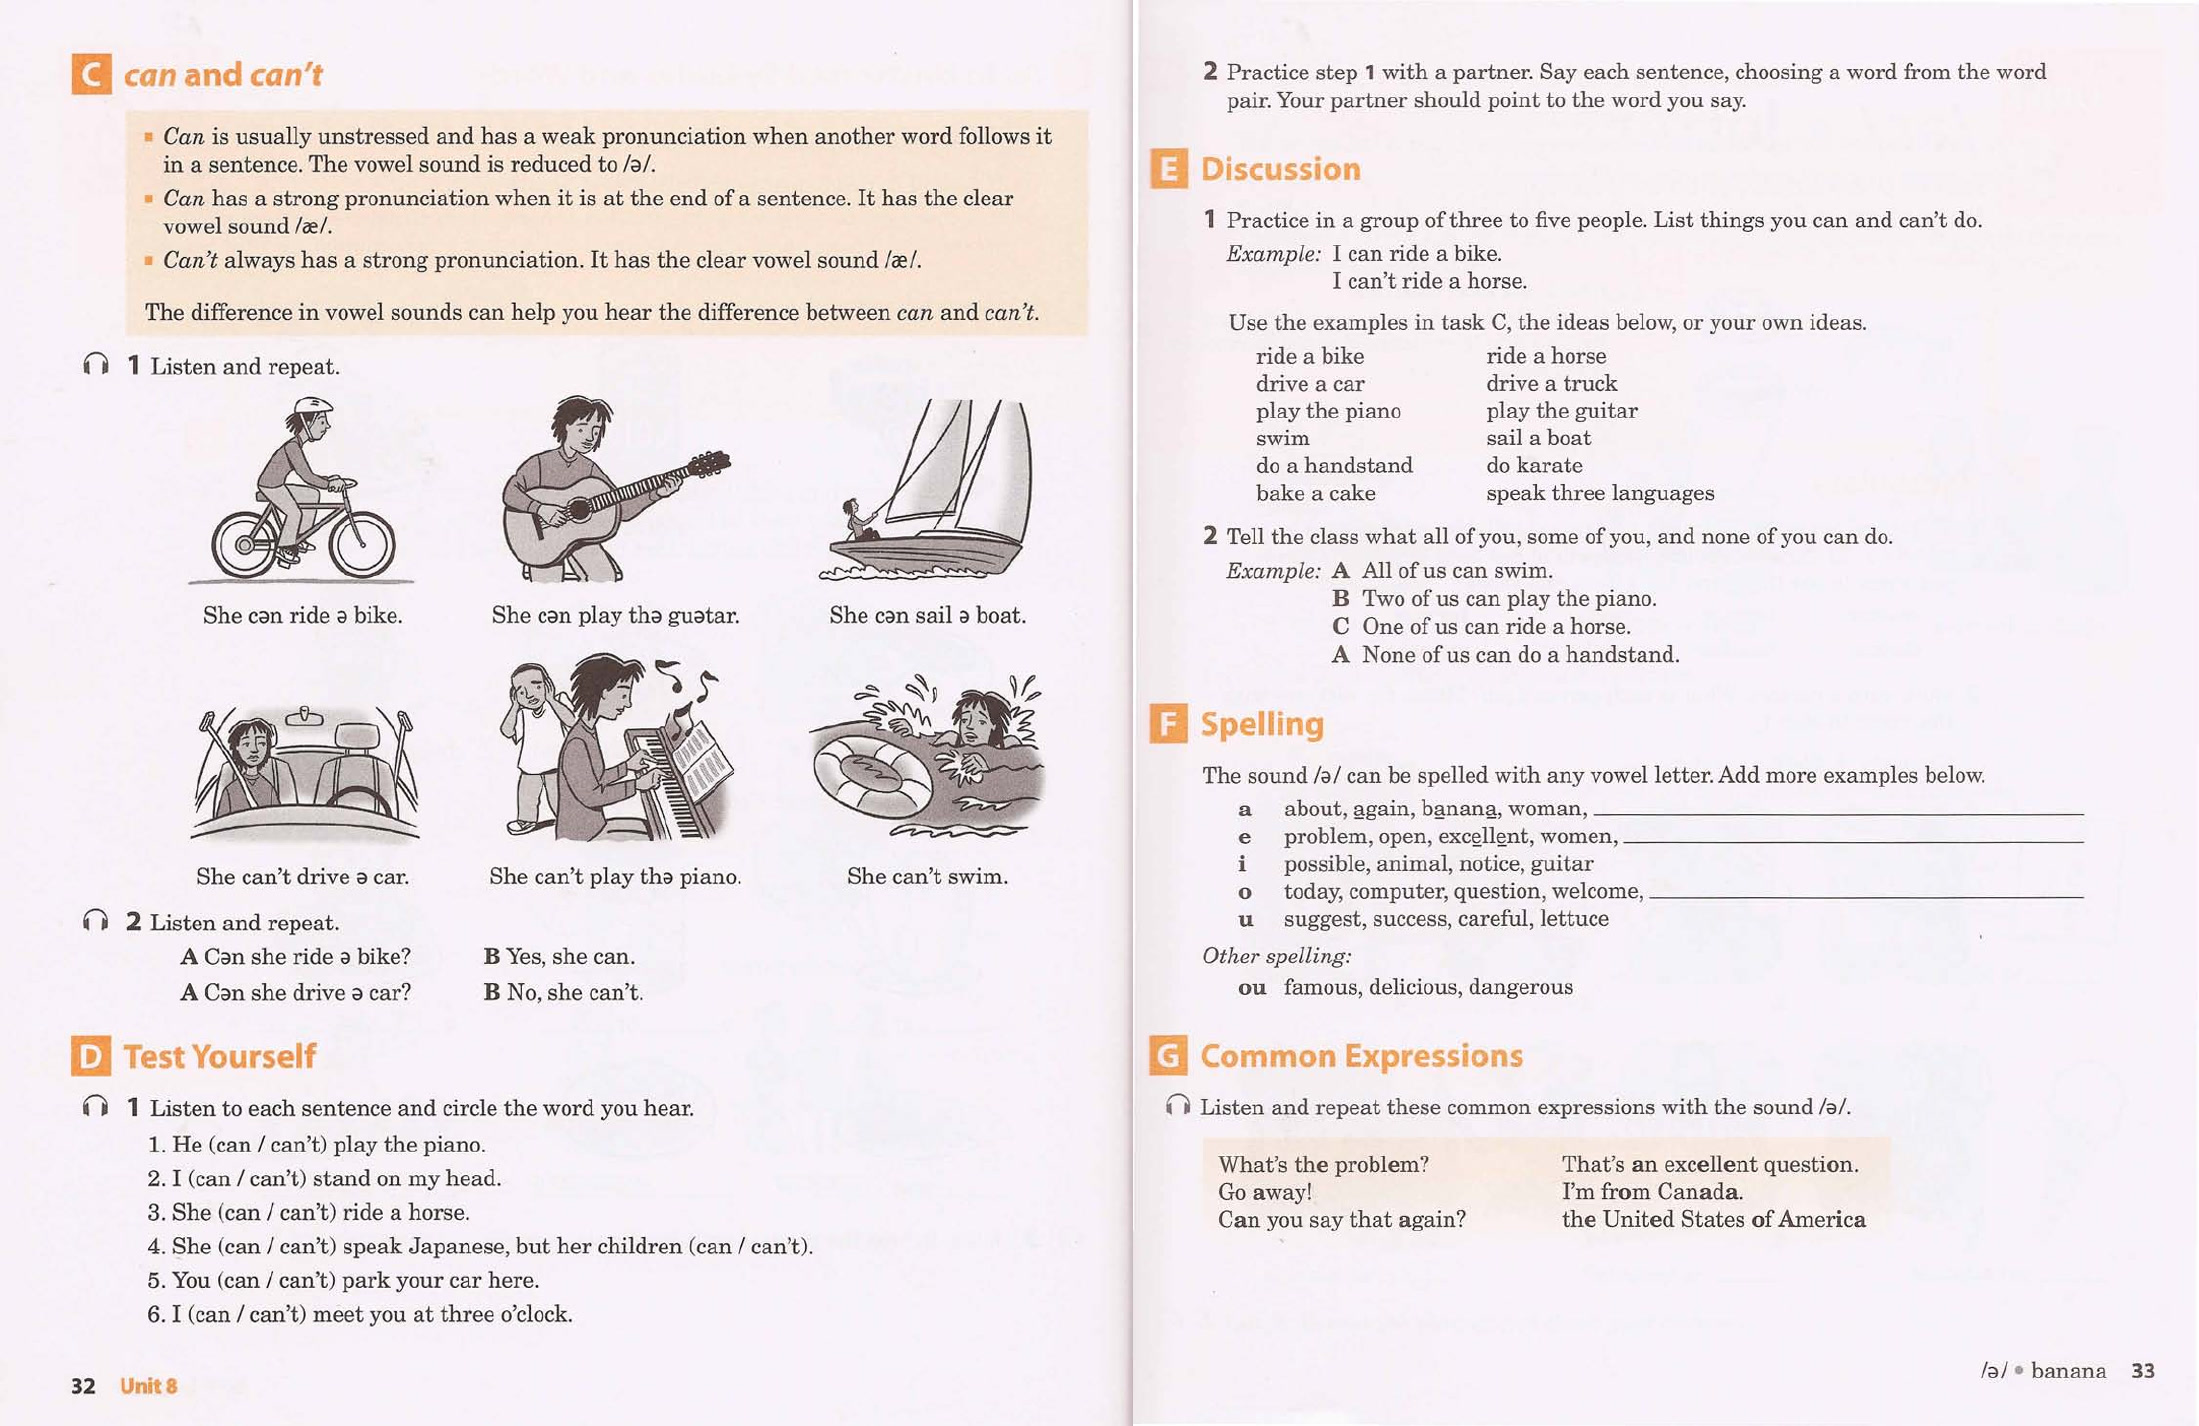 C can and can't
▪ Can is usually unstressed and has a weak pronunciation when another word follows it
in a sentence. The vowel sound is reduced to /ə/.
▪ Can has a strong pronunciation when it is at the end of a sentence. It has the clear
vowel sound /æ/.
▪ Can't always has a strong pronunciation. It has the clear vowel sound /æ/.
The difference in vowel sounds can help you hear the difference between can and can't.
1 Listen and repeat.
She cən ride ə bike.
She cən play thə guətar.
She cən sail ə boat.
She can't drive ə car.
She can't play thə piano.
She can't swim.
2 Listen and repeat.
A Cən she ride ə bike? B Yes, she can.
A Cən she drive ə car? B No, she can't.
D Test Yourself
1 Listen to each sentence and circle the word you hear.
1. He (can / can't) play the piano.
2. I (can / can't) stand on my head.
3. She (can / can't) ride a horse.
4. She (can / can't) speak Japanese, but her children (can / can't).
5. You (can / can't) park your car here.
6. I (can / can't) meet you at three o'clock.
32 Unit 8
2 Practice step 1 with a partner. Say each sentence, choosing a word from the word
pair. Your partner should point to the word you say.
E Discussion
1 Practice in a group of three to five people. List things you can and can't do.
Example: I can ride a bike.
I can't ride a horse.
Use the examples in task C, the ideas below, or your own ideas.
ride a bike ride a horse
drive a car drive a truck
play the piano play the guitar
swim sail a boat
do a handstand do karate
bake a cake speak three languages
2 Tell the class what all of you, some of you, and none of you can do.
Example: A All of us can swim.
B Two of us can play the piano.
C One of us can ride a horse.
A None of us can do a handstand.
F Spelling
The sound /ə/ can be spelled with any vowel letter. Add more examples below.
a about, again, banana, woman,
e problem, open, excellent, women,
i possible, animal, notice, guitar
o today, computer, question, welcome,
u suggest, success, careful, lettuce
Other spelling:
ou famous, delicious, dangerous
G Common Expressions
Listen and repeat these common expressions with the sound /ə/.
What's the problem? That's an excellent question.
Go away! I'm from Canada.
Can you say that again? the United States of America
/ə/ • banana 33